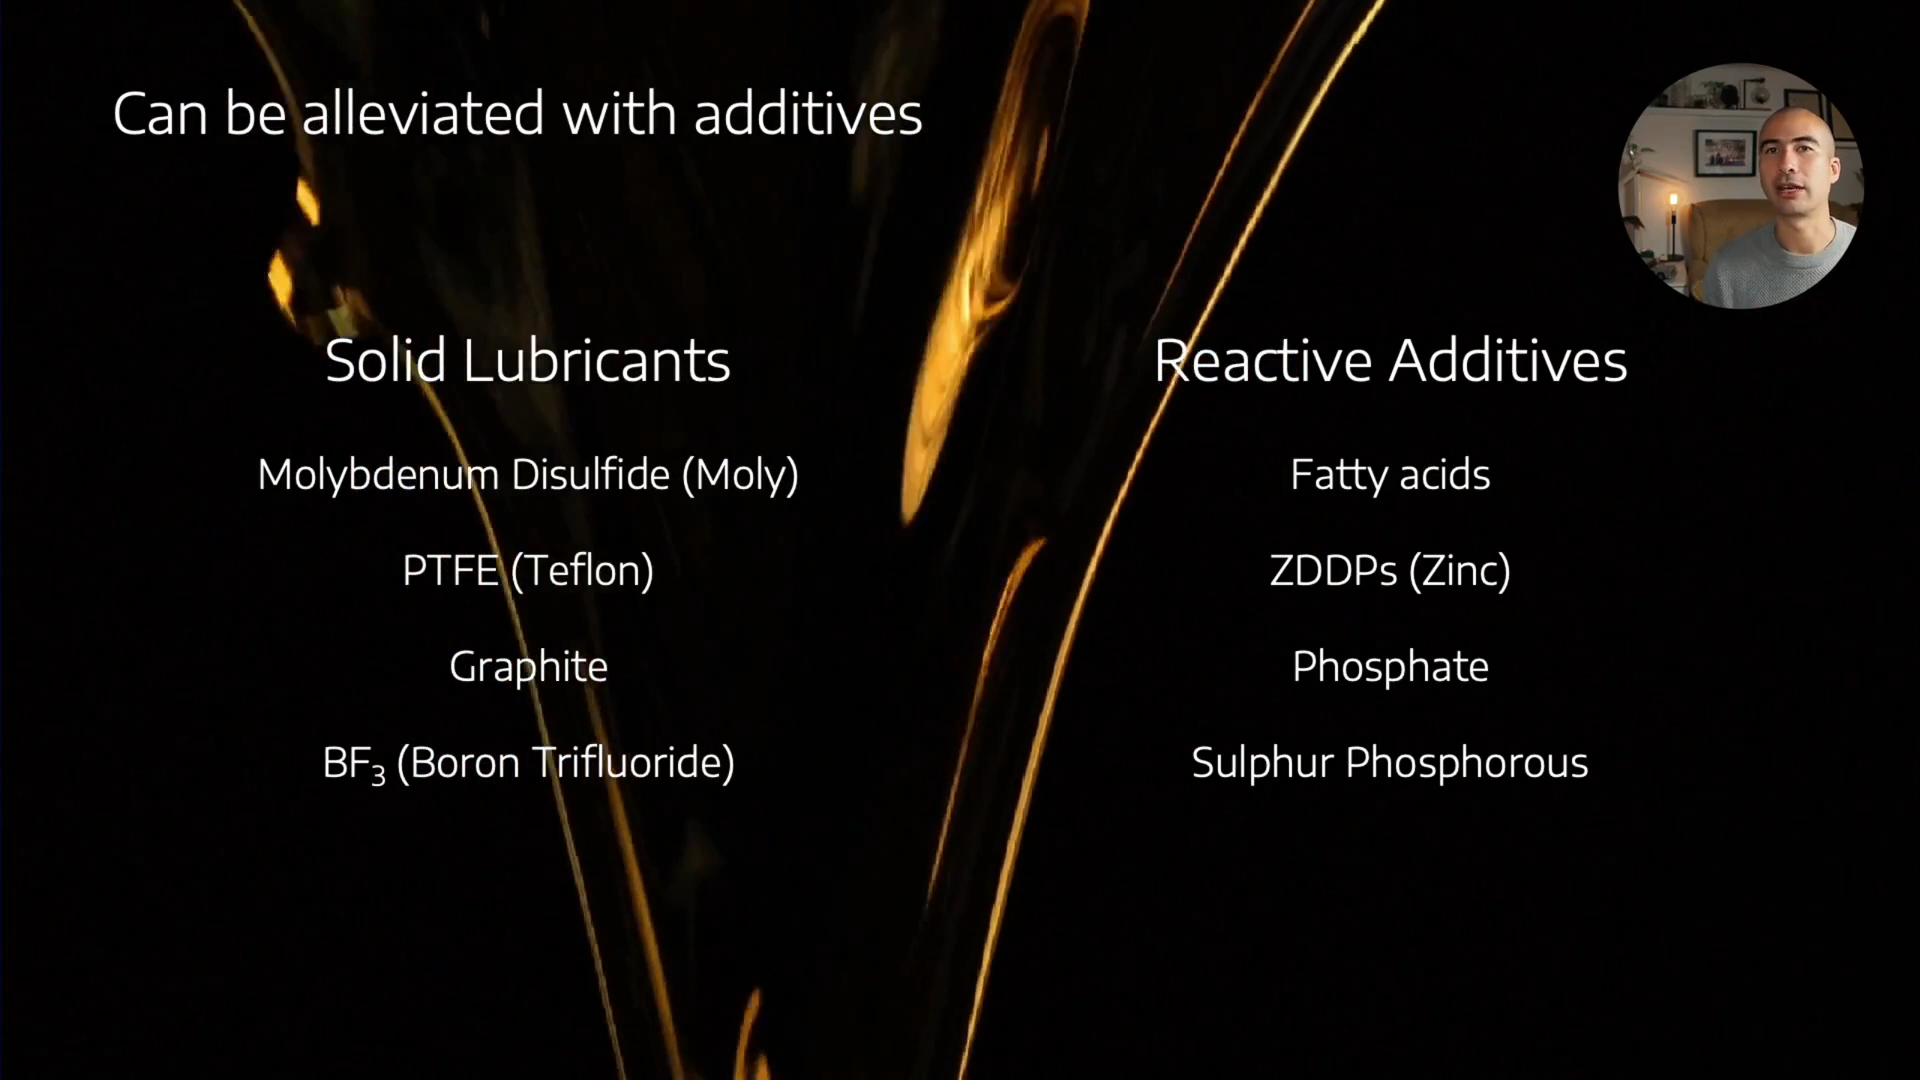 Can be alleviated with additives
Solid Lubricants
Molybdenum Disulfide (Moly)
PTFE (Teflon)
Graphite
BF₃ (Boron Trifluoride)
Reactive Additives
Fatty acids
ZDDPs (Zinc)
Phosphate
Sulphur Phosphorous